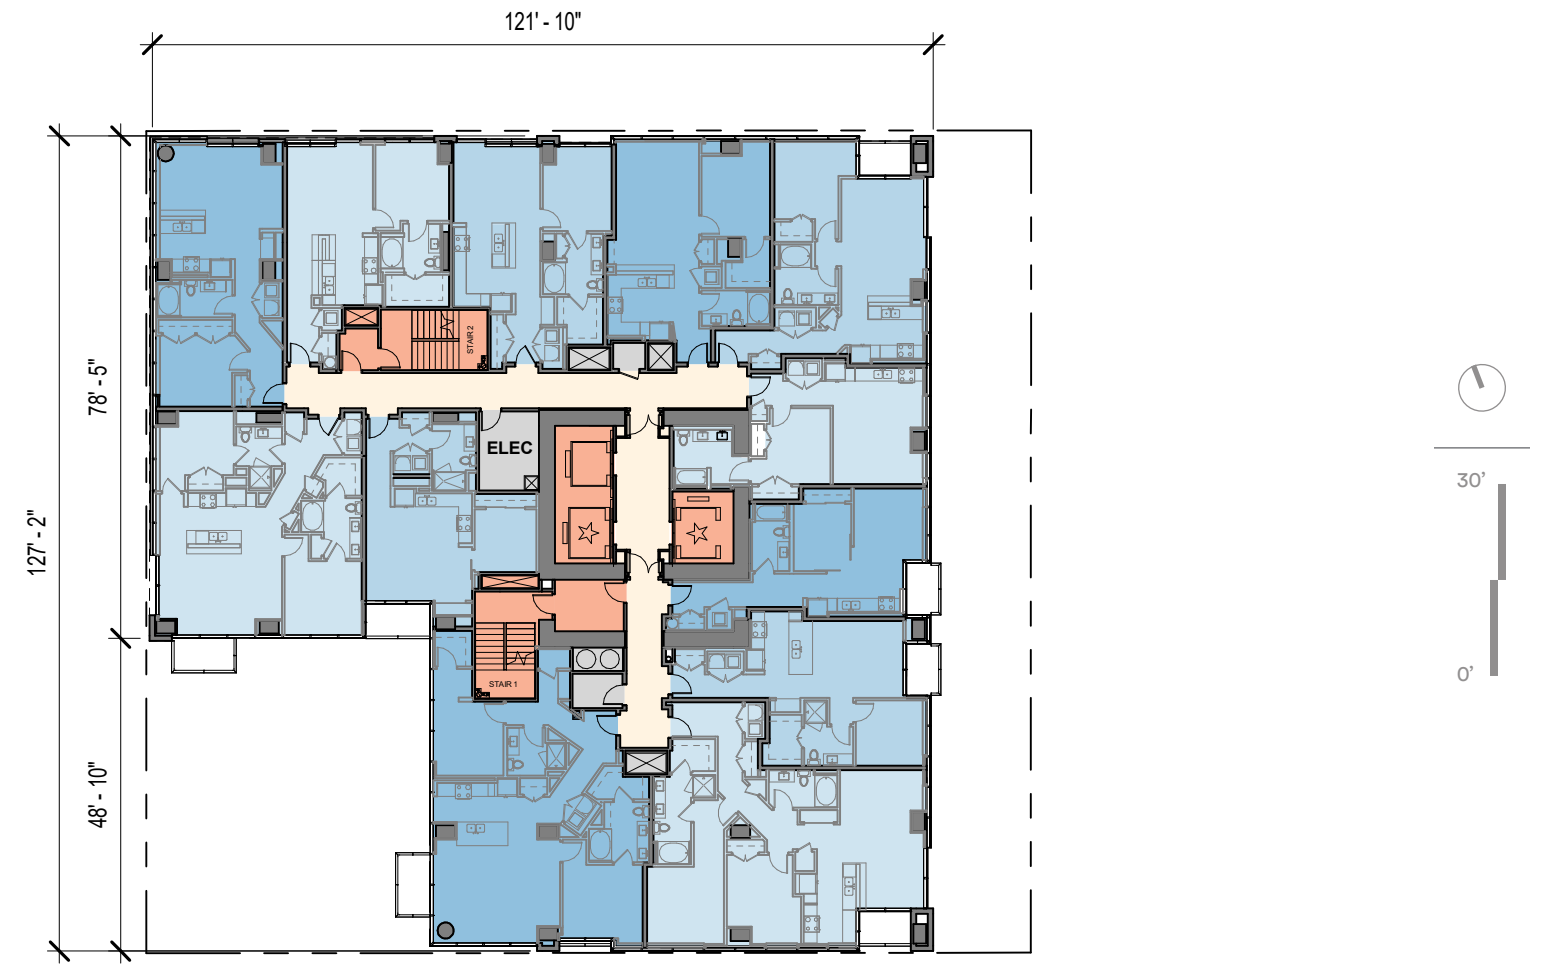 121' - 10"
STAIR 2
78' - 5"
ELEC
30'
127' - 2"
0'
STAIR 1
48' - 10"